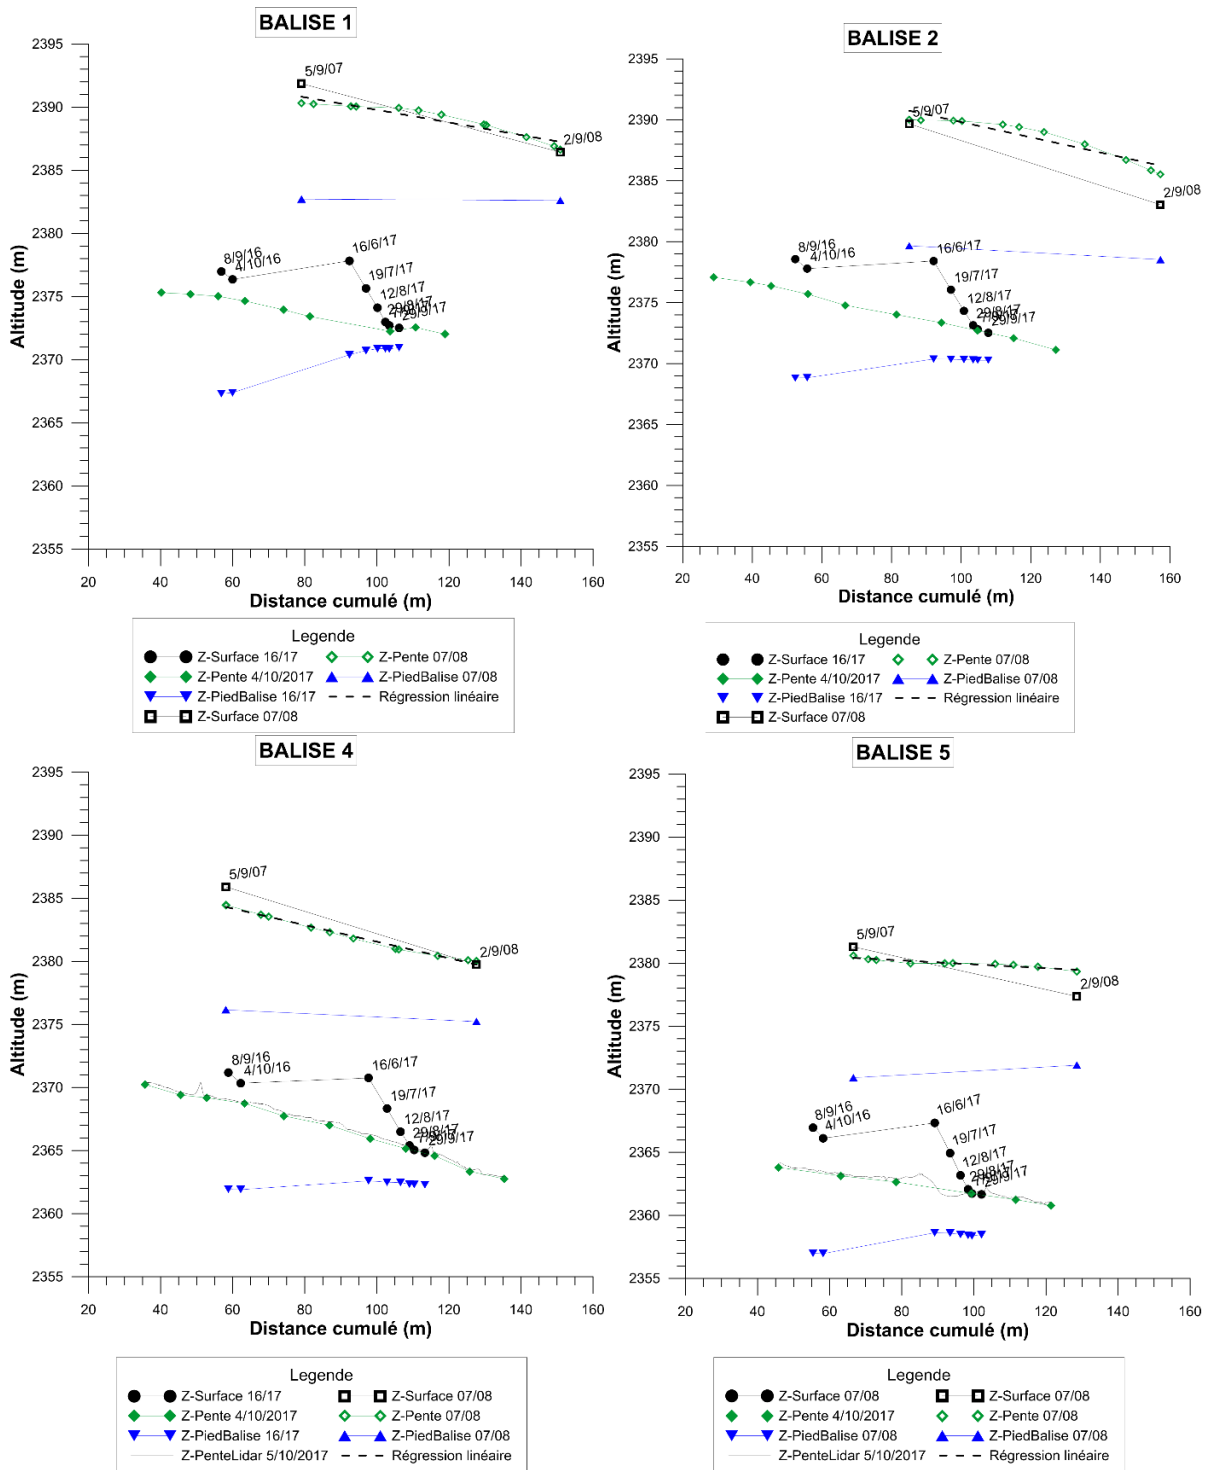 BALISE 1
2395
2390
2385
2380
2375
2370
2365
2360
2355
Altitude (m)
5/9/07
2/9/08
8/9/16
4/10/16
16/6/17
19/7/17
12/8/17
29/8/17
29/9/17
20 40 60 80 100 120 140 160
Distance cumulé (m)
Legende
Z-Surface 16/17
Z-Pente 07/08
Z-Pente 4/10/2017
Z-PiedBalise 07/08
Z-PiedBalise 16/17
Régression linéaire
Z-Surface 07/08
BALISE 2
2395
2390
2385
2380
2375
2370
2365
2360
2355
Altitude (m)
5/9/07
2/9/08
8/9/16
4/10/16
16/6/17
19/7/17
12/8/17
29/8/17
29/9/17
20 40 60 80 100 120 140 160
Distance cumulé (m)
Legende
Z-Surface 16/17
Z-Pente 07/08
Z-Pente 4/10/2017
Z-PiedBalise 07/08
Z-PiedBalise 16/17
Régression linéaire
Z-Surface 07/08
BALISE 4
2395
2390
2385
2380
2375
2370
2365
2360
2355
Altitude (m)
5/9/07
2/9/08
8/9/16
4/10/16
16/6/17
19/7/17
12/8/17
29/8/17
29/9/17
20 40 60 80 100 120 140 160
Distance cumulé (m)
Legende
Z-Surface 16/17
Z-Surface 07/08
Z-Pente 4/10/2017
Z-Pente 07/08
Z-PiedBalise 16/17
Z-PiedBalise 07/08
Z-PenteLidar 5/10/2017
Régression linéaire
BALISE 5
2395
2390
2385
2380
2375
2370
2365
2360
2355
Altitude (m)
5/9/07
2/9/08
8/9/16
4/10/16
16/6/17
19/7/17
12/8/17
29/8/17
29/9/17
20 40 60 80 100 120 140 160
Distance cumulé (m)
Legende
Z-Surface 07/08
Z-Surface 07/08
Z-Pente 4/10/2017
Z-Pente 07/08
Z-PiedBalise 07/08
Z-PiedBalise 07/08
Z-PenteLidar 5/10/2017
Régression linéaire